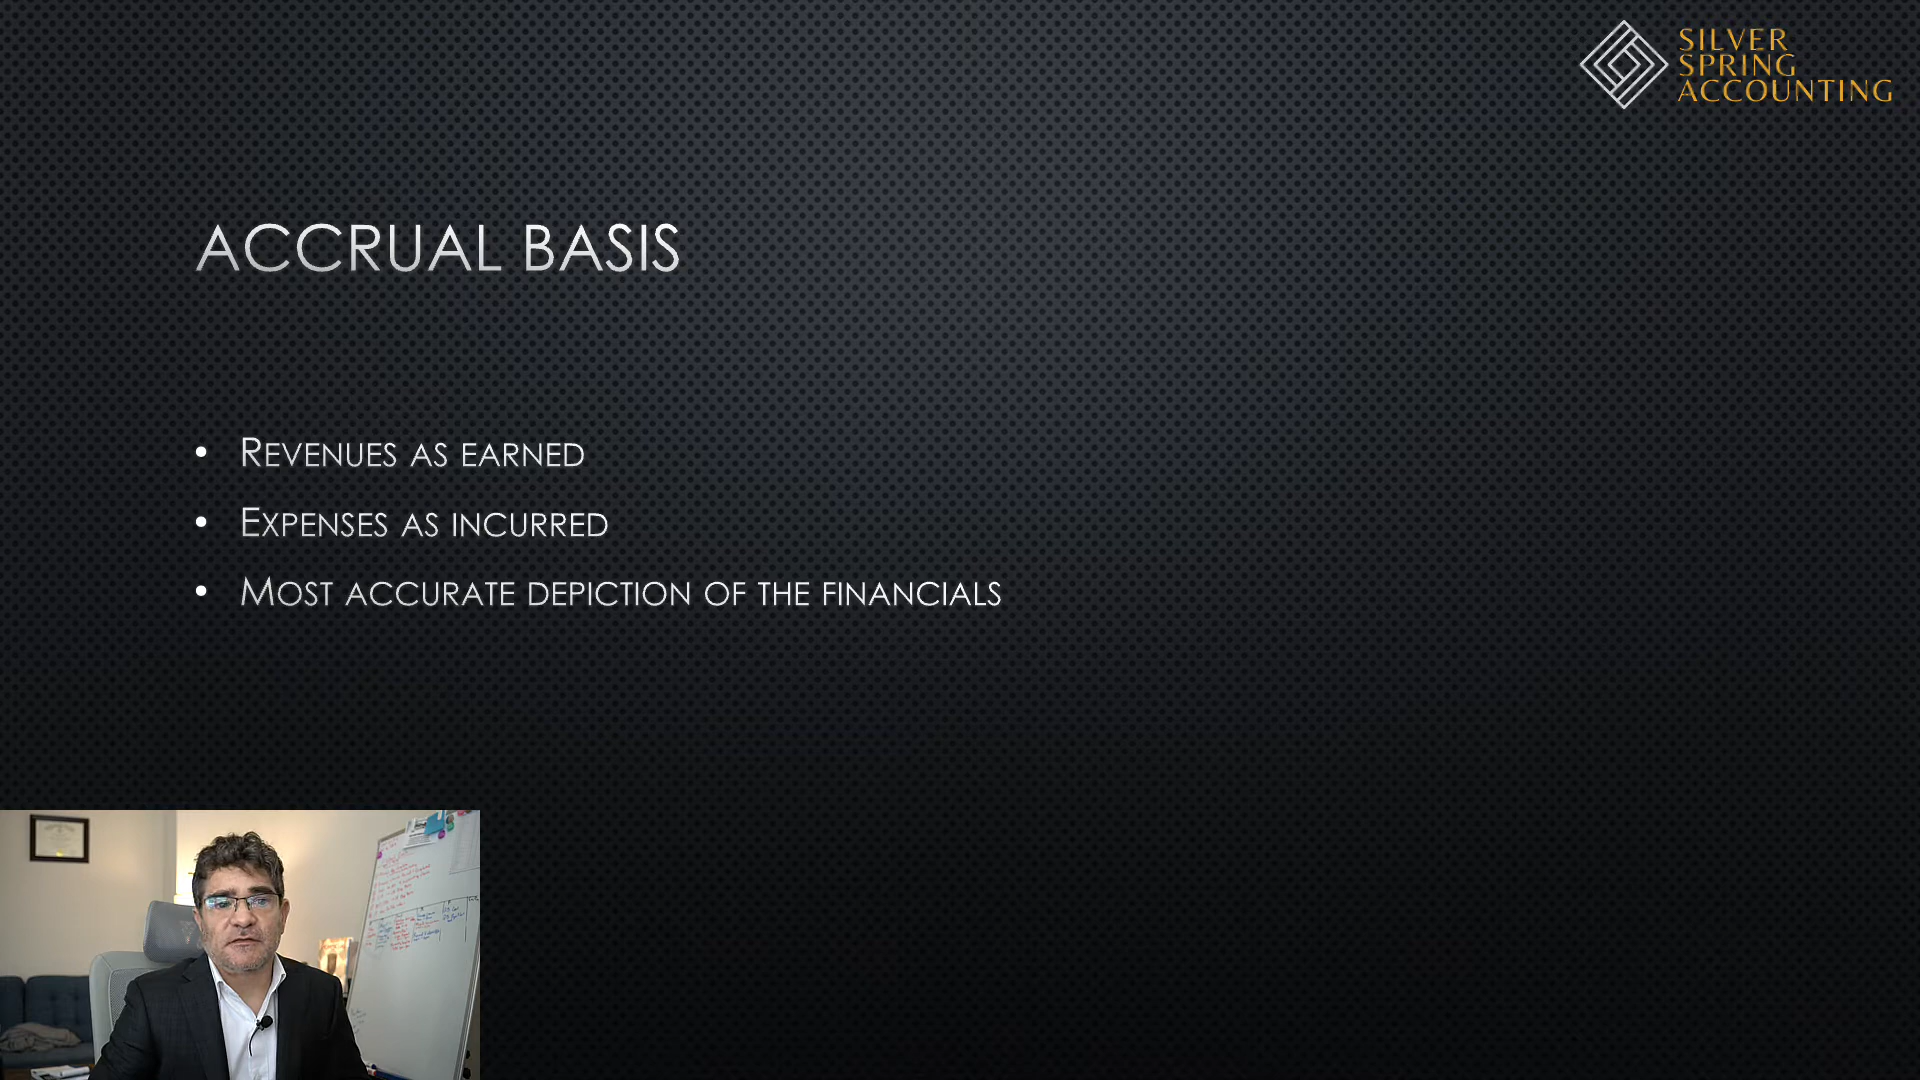 SILVER
SPRING
ACCOUNTING
ACCRUAL BASIS
• REVENUES AS EARNED
• EXPENSES AS INCURRED
• MOST ACCURATE DEPICTION OF THE FINANCIALS